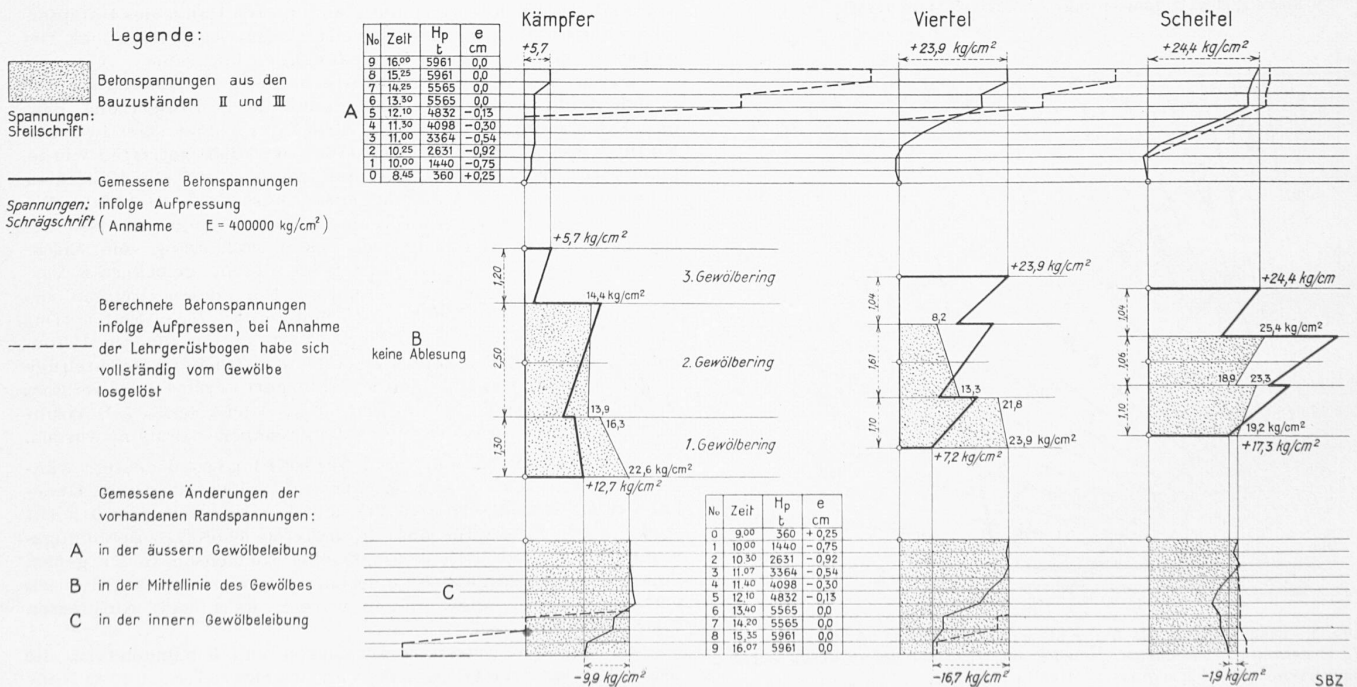 Legende:
Betonspannungen aus den
Bauzuständen II und III
Spannungen:
Steilschrift
Gemessene Betonspannungen
Spannungen: infolge Aufpressung
Schrägschrift ( Annahme E = 400000 kg/cm²)
Berechnete Betonspannungen
infolge Aufpressen, bei Annahme
der Lehrgerüstbogen habe sich
vollständig vom Gewölbe
losgelöst
Gemessene Änderungen der
vorhandenen Randspannungen:
A in der äussern Gewölbeleibung
B in der Mittellinie des Gewölbes
C in der innern Gewölbeleibung
Kämpfer Viertel Scheitel
A
No Zeit Hp t e cm
9 16.00 5961 0,0
8 15.25 5961 0,0
7 14.25 5565 0,0
6 13.30 5565 0,0
5 12.10 4832 -0,13
4 11.30 4098 -0,30
3 11.00 3364 -0,54
2 10.25 2631 -0,92
1 10.00 1440 -0,75
0 8.45 360 +0,25
+5,7
+23,9 kg/cm²
+24,4 kg/cm²
B
keine Ablesung
+5,7 kg/cm²
1,20
3. Gewölbering
14,4 kg/cm²
2,50
2. Gewölbering
13,9
16,3
1,30
1. Gewölbering
22,6 kg/cm²
+12,7 kg/cm²
+23,9 kg/cm²
1,04
8,2
1,61
13,3
21,8
1,10
23,9 kg/cm²
+7,2 kg/cm²
+24,4 kg/cm
1,04
25,4 kg/cm²
1,06
18,9
23,3
1,10
19,2 kg/cm²
+17,3 kg/cm²
C
No Zeit Hp t e cm
0 9.00 360 +0,25
1 10.00 1440 -0,75
2 10.30 2631 -0,92
3 11.07 3364 -0,54
4 11.40 4098 -0,30
5 12.10 4832 -0,13
6 13.40 5565 0,0
7 14.20 5565 0,0
8 15.35 5961 0,0
9 16.07 5961 0,0
-9,9 kg/cm²
-16,7 kg/cm²
-1,9 kg/cm²
SBZ